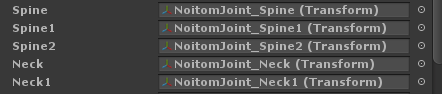 Spine NoitomJoint_Spine (Transform)
Spine1 NoitomJoint_Spine1 (Transform)
Spine2 NoitomJoint_Spine2 (Transform)
Neck NoitomJoint_Neck (Transform)
Neck1 NoitomJoint_Neck1 (Transform)